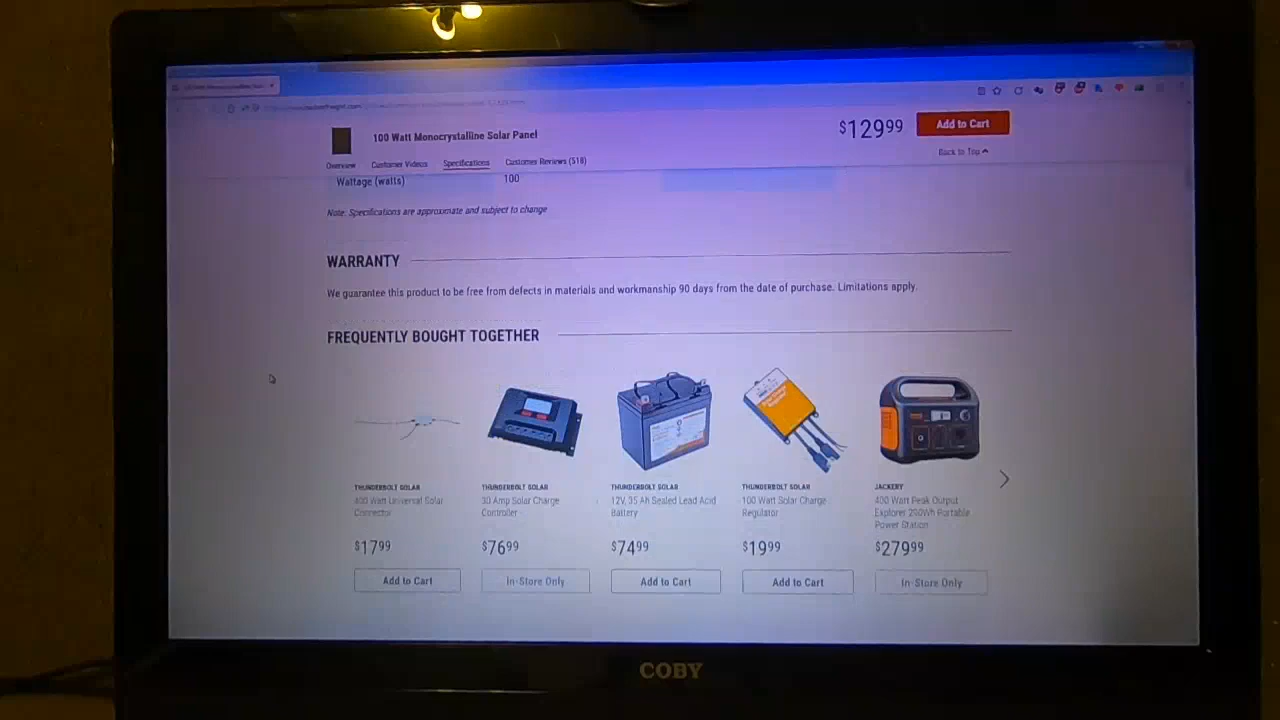 100 Watt Monocrystalline Solar Panel
$129.99
Add to Cart
Back to Top
Overview
Customer Videos
Specifications
Customer Reviews (518)
Wattage (watts)
100
Note: Specifications are approximate and subject to change
WARRANTY
We guarantee this product to be free from defects in materials and workmanship 90 days from the date of purchase. Limitations apply.
FREQUENTLY BOUGHT TOGETHER
THUNDERBOLT SOLAR
400 Watt Universal Solar
Connector
$17.99
Add to Cart
THUNDERBOLT SOLAR
30 Amp Solar Charge
Controller
$76.99
In-Store Only
THUNDERBOLT SOLAR
12V, 35 Ah Sealed Lead Acid
Battery
$74.99
Add to Cart
THUNDERBOLT SOLAR
100 Watt Solar Charge
Regulator
$19.99
Add to Cart
JACKERY
400 Watt Peak Output
Explorer 290Wh Portable
Power Station
$279.99
In-Store Only
COBY